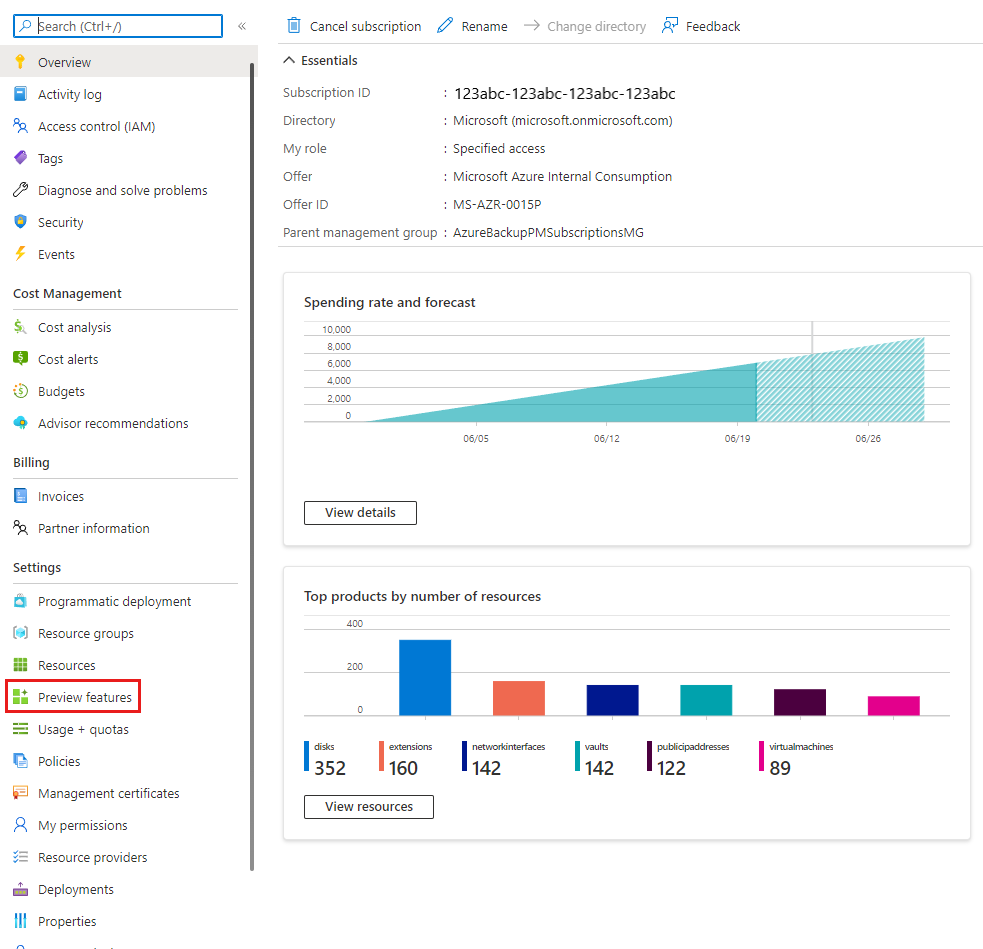 Search (Ctrl+/)
«
Overview
Activity log
Access control (IAM)
Tags
Diagnose and solve problems
Security
Events
Cost Management
Cost analysis
Cost alerts
Budgets
Advisor recommendations
Billing
Invoices
Partner information
Settings
Programmatic deployment
Resource groups
Resources
Preview features
Usage + quotas
Policies
Management certificates
My permissions
Resource providers
Deployments
Properties
Cancel subscription Rename Change directory Feedback
Essentials
Subscription ID : 123abc-123abc-123abc-123abc
Directory : Microsoft (microsoft.onmicrosoft.com)
My role : Specified access
Offer : Microsoft Azure Internal Consumption
Offer ID : MS-AZR-0015P
Parent management group : AzureBackupPMSubscriptionsMG
Spending rate and forecast
10,000
8,000
6,000
4,000
2,000
0
06/05 06/12 06/19 06/26
View details
Top products by number of resources
400
200
0
disks extensions networkinterfaces vaults publicipaddresses virtualmachines
352 160 142 142 122 89
View resources